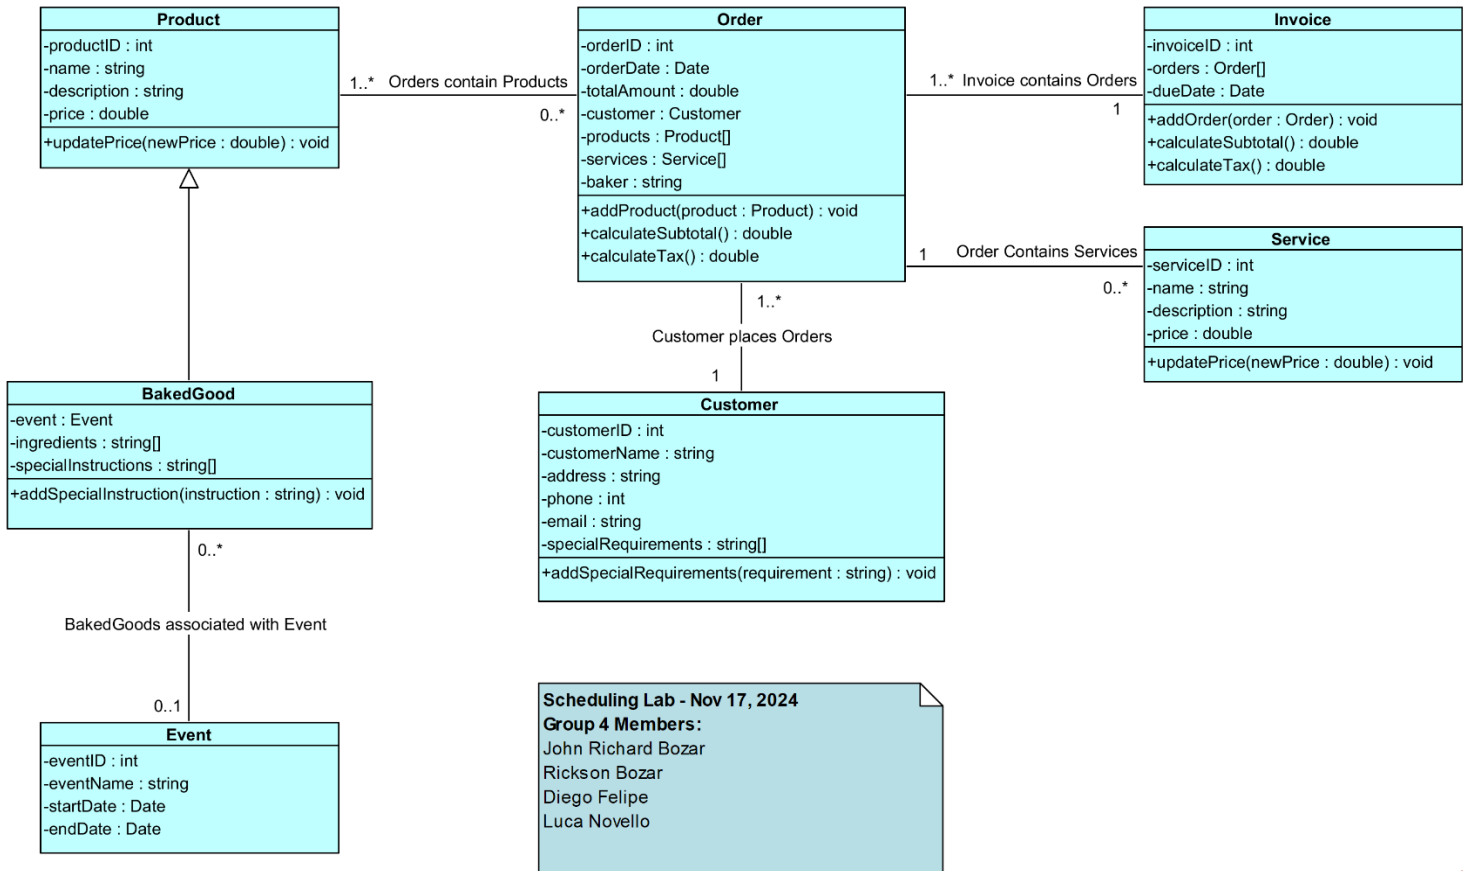 Product
-productID : int
-name : string
-description : string
-price : double
+updatePrice(newPrice : double) : void
1..* Orders contain Products
0..*
Order
-orderID : int
-orderDate : Date
-totalAmount : double
-customer : Customer
-products : Product[]
-services : Service[]
-baker : string
+addProduct(product : Product) : void
+calculateSubtotal() : double
+calculateTax() : double
1..* Invoice contains Orders
1
Invoice
-invoiceID : int
-orders : Order[]
-dueDate : Date
+addOrder(order : Order) : void
+calculateSubtotal() : double
+calculateTax() : double
1 Order Contains Services
0..*
Service
-serviceID : int
-name : string
-description : string
-price : double
+updatePrice(newPrice : double) : void
1..*
Customer places Orders
1
BakedGood
-event : Event
-ingredients : string[]
-specialInstructions : string[]
+addSpecialInstruction(instruction : string) : void
Customer
-customerID : int
-customerName : string
-address : string
-phone : int
-email : string
-specialRequirements : string[]
+addSpecialRequirements(requirement : string) : void
0..*
BakedGoods associated with Event
0..1
Event
-eventID : int
-eventName : string
-startDate : Date
-endDate : Date
Scheduling Lab - Nov 17, 2024
Group 4 Members:
John Richard Bozar
Rickson Bozar
Diego Felipe
Luca Novello